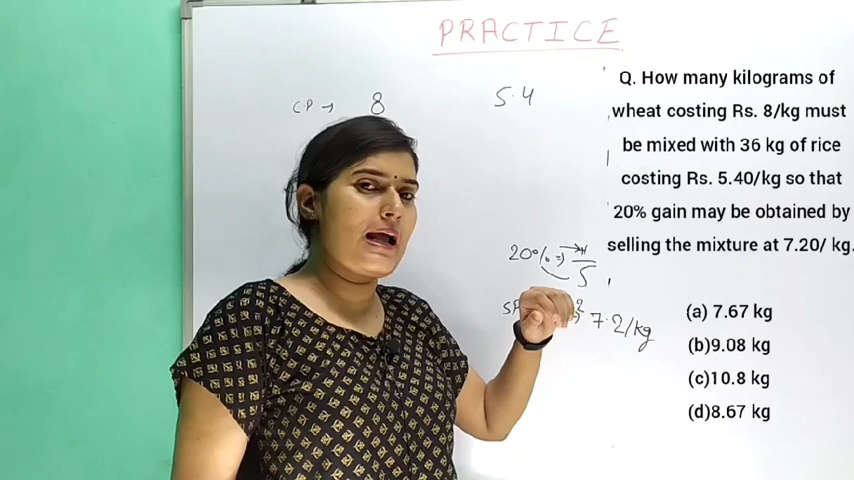 PRACTICE
CP → 8 5.4
20% ⇒ +1/5
7.2/kg
Q. How many kilograms of
wheat costing Rs. 8/kg must
be mixed with 36 kg of rice
costing Rs. 5.40/kg so that
20% gain may be obtained by
selling the mixture at 7.20/ kg.
(a) 7.67 kg
(b)9.08 kg
(c)10.8 kg
(d)8.67 kg